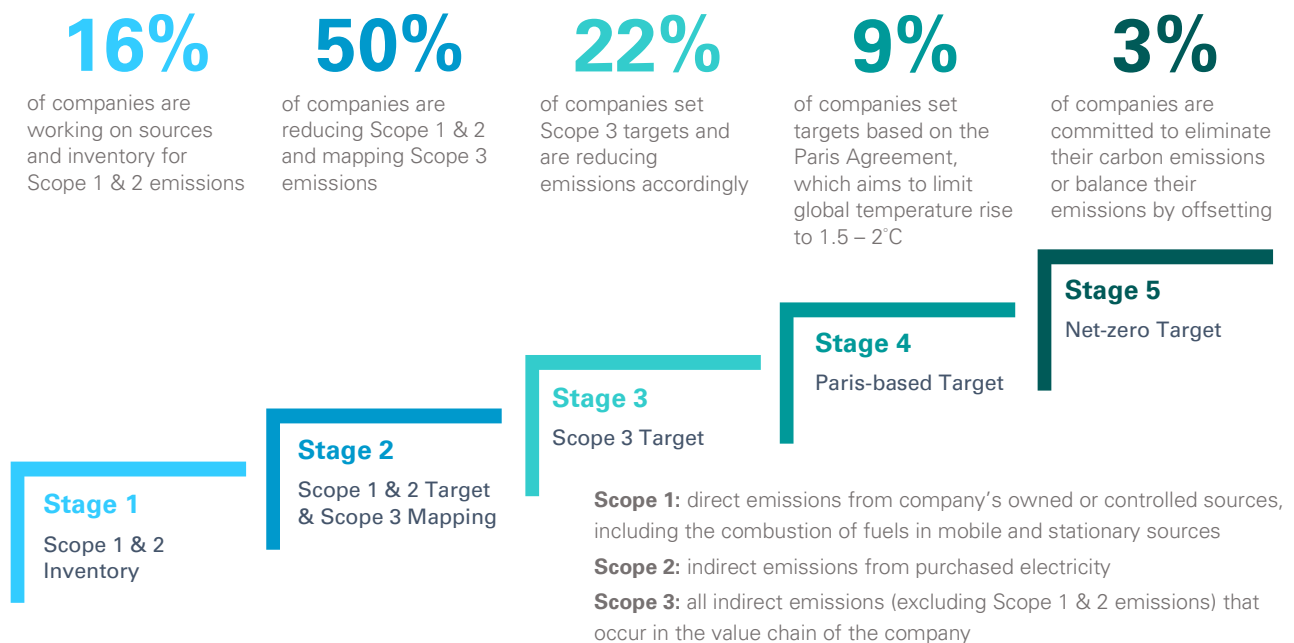 16%
of companies are
working on sources
and inventory for
Scope 1 & 2 emissions
50%
of companies are
reducing Scope 1 & 2
and mapping Scope 3
emissions
22%
of companies set
Scope 3 targets and
are reducing
emissions accordingly
9%
of companies set
targets based on the
Paris Agreement,
which aims to limit
global temperature rise
to 1.5 – 2°C
3%
of companies are
committed to eliminate
their carbon emissions
or balance their
emissions by offsetting
Stage 1
Scope 1 & 2
Inventory
Stage 2
Scope 1 & 2 Target
& Scope 3 Mapping
Stage 3
Scope 3 Target
Stage 4
Paris-based Target
Stage 5
Net-zero Target
Scope 1: direct emissions from company’s owned or controlled sources,
including the combustion of fuels in mobile and stationary sources
Scope 2: indirect emissions from purchased electricity
Scope 3: all indirect emissions (excluding Scope 1 & 2 emissions) that
occur in the value chain of the company